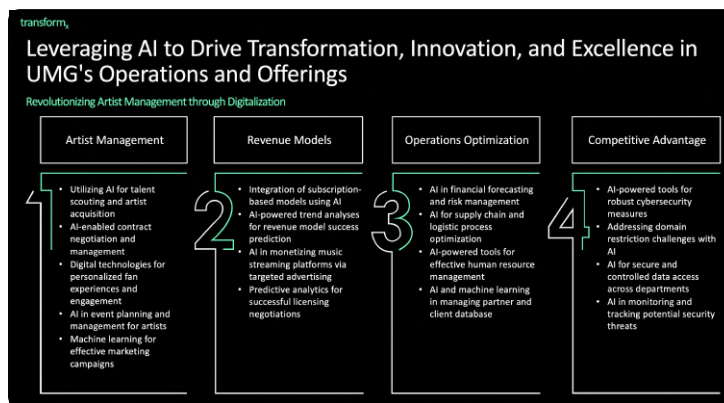 transformx
Leveraging AI to Drive Transformation, Innovation, and Excellence in
UMG's Operations and Offerings
Revolutionizing Artist Management through Digitalization
Artist Management
Revenue Models
Operations Optimization
Competitive Advantage
1
• Utilizing AI for talent
scouting and artist
acquisition
• AI-enabled contract
negotiation and
management
• Digital technologies for
personalized fan
experiences and
engagement
• AI in event planning and
management for artists
• Machine learning for
effective marketing
campaigns
2
• Integration of subscription-
based models using AI
• AI-powered trend analyses
for revenue model success
prediction
• AI in monetizing music
streaming platforms via
targeted advertising
• Predictive analytics for
successful licensing
negotiations
3
• AI in financial forecasting
and risk management
• AI for supply chain and
logistic process
optimization
• AI-powered tools for
effective human resource
management
• AI and machine learning
in managing partner and
client database
4
• AI-powered tools for
robust cybersecurity
measures
• Addressing domain
restriction challenges with
AI
• AI for secure and
controlled data access
across departments
• AI in monitoring and
tracking potential security
threats